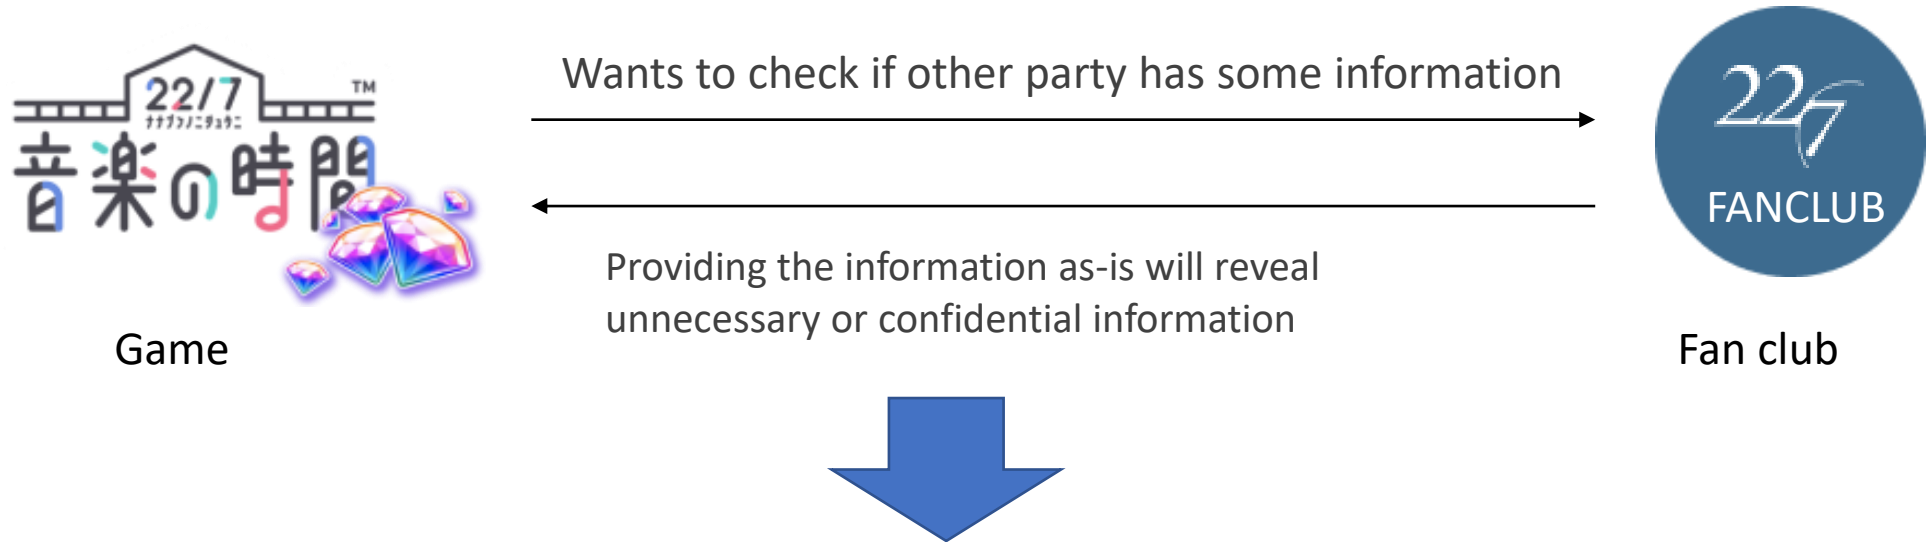 Wants to check if other party has some information
22/7
TM
ナナブンノニジュウニ
音楽の時間
22/7
FANCLUB
Providing the information as-is will reveal
unnecessary or confidential information
Game
Fan club